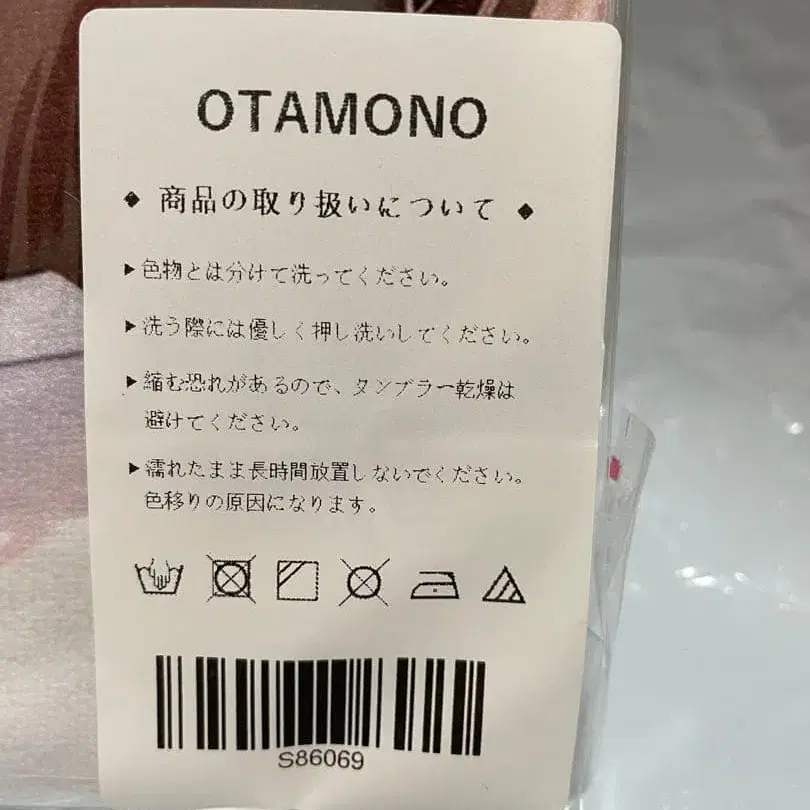 OTAMONO
◆ 商品の取り扱いについて ◆
▶色物とは分けて洗ってください。
▶洗う際には優しく押し洗いしてください。
▶縮む恐れがあるので、タンブラー乾燥は
避けてください。
▶濡れたまま長時間放置しないでください。
色移りの原因になります。
S86069